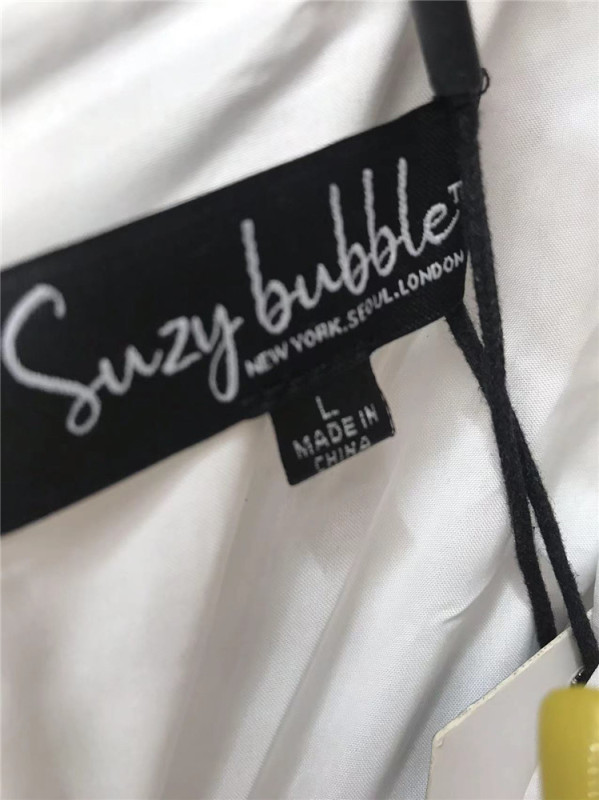 Suzy bubble™
NEW YORK.SEOUL.LONDON
L
MADE IN
CHINA